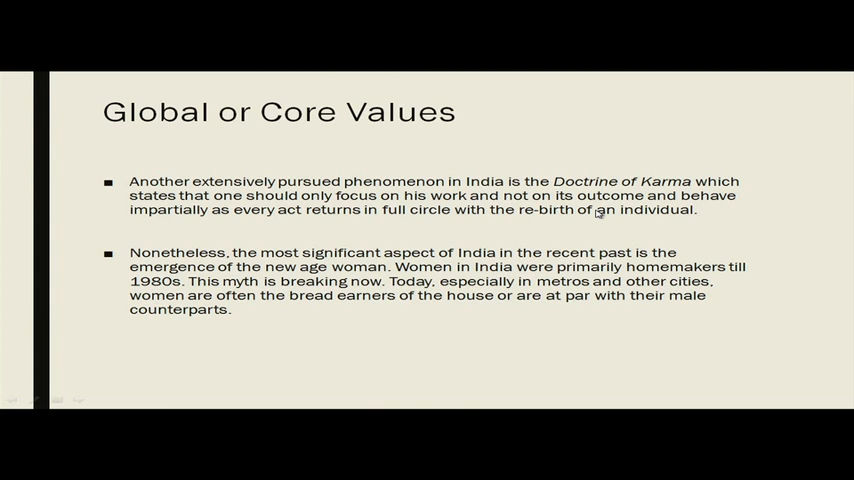 Global or Core Values
Another extensively pursued phenomenon in India is the Doctrine of Karma which
states that one should only focus on his work and not on its outcome and behave
impartially as every act returns in full circle with the re-birth of an individual.
Nonetheless, the most significant aspect of India in the recent past is the
emergence of the new age woman. Women in India were primarily homemakers till
1980s. This myth is breaking now. Today, especially in metros and other cities,
women are often the bread earners of the house or are at par with their male
counterparts.